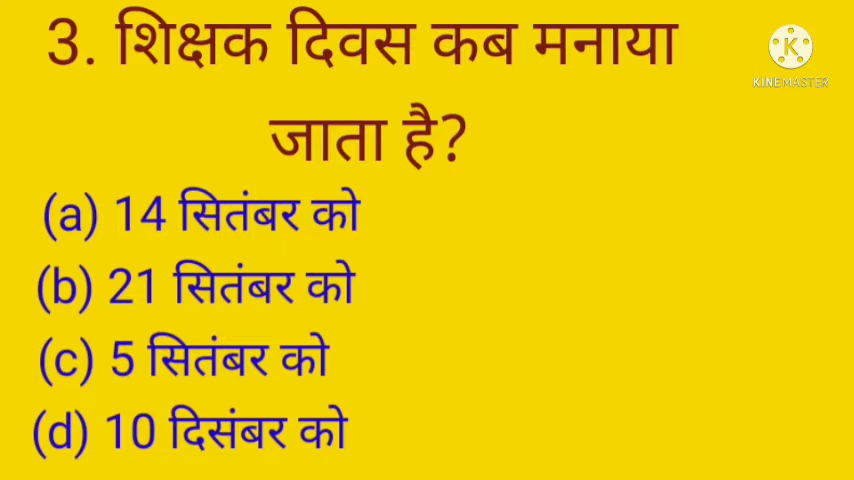 3. शिक्षक दिवस कब मनाया
जाता है?
(a) 14 सितंबर को
(b) 21 सितंबर को
(c) 5 सितंबर को
(d) 10 दिसंबर को
K
KINEMASTER